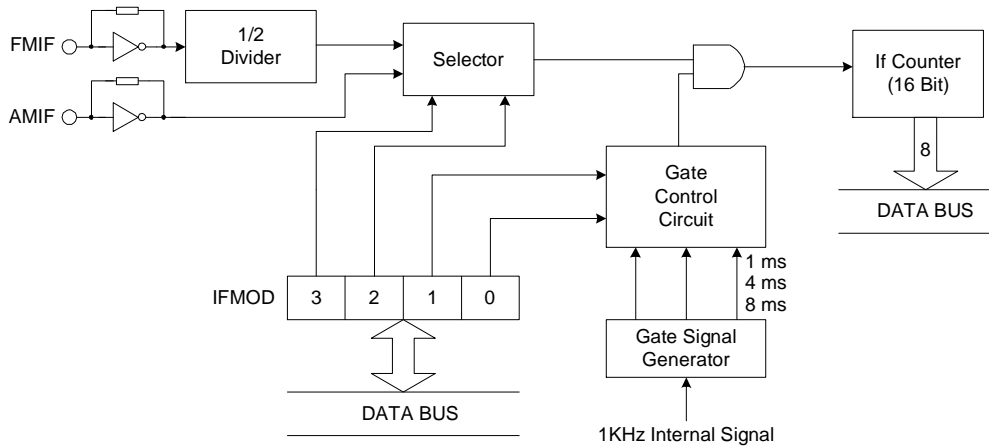 FMIF
1/2
Divider
Selector
If Counter
(16 Bit)
AMIF
8
DATA BUS
Gate
Control
Circuit
1 ms
4 ms
8 ms
IFMOD 3 2 1 0
Gate Signal
Generator
DATA BUS
1KHz Internal Signal